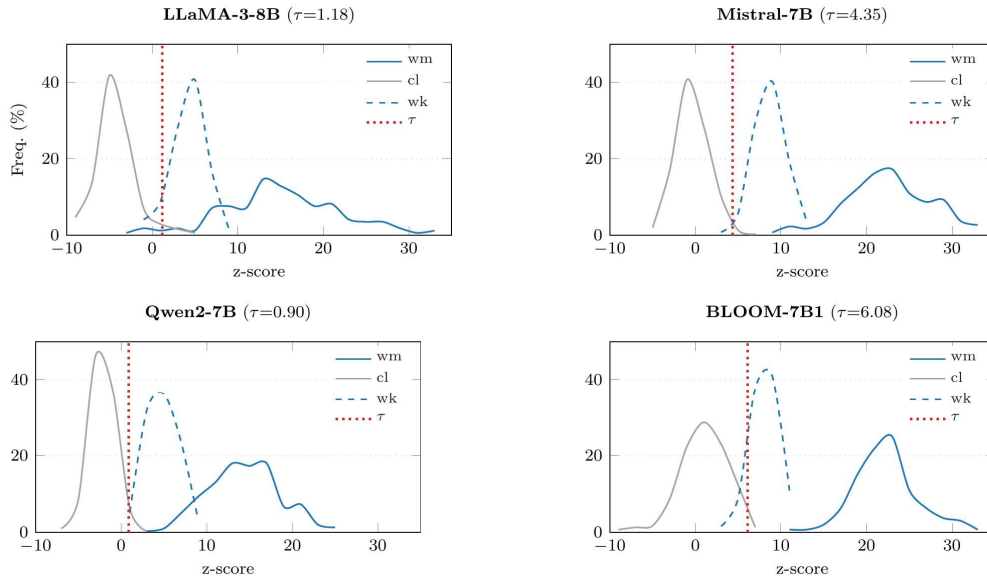 LLaMA-3-8B (τ=1.18)
Freq. (%)
40
20
0
wm
cl
wk
τ
−10 0 10 20 30
z-score
Mistral-7B (τ=4.35)
40
20
0
wm
cl
wk
τ
−10 0 10 20 30
z-score
Qwen2-7B (τ=0.90)
40
20
0
wm
cl
wk
τ
−10 0 10 20 30
z-score
BLOOM-7B1 (τ=6.08)
40
20
0
wm
cl
wk
τ
−10 0 10 20 30
z-score